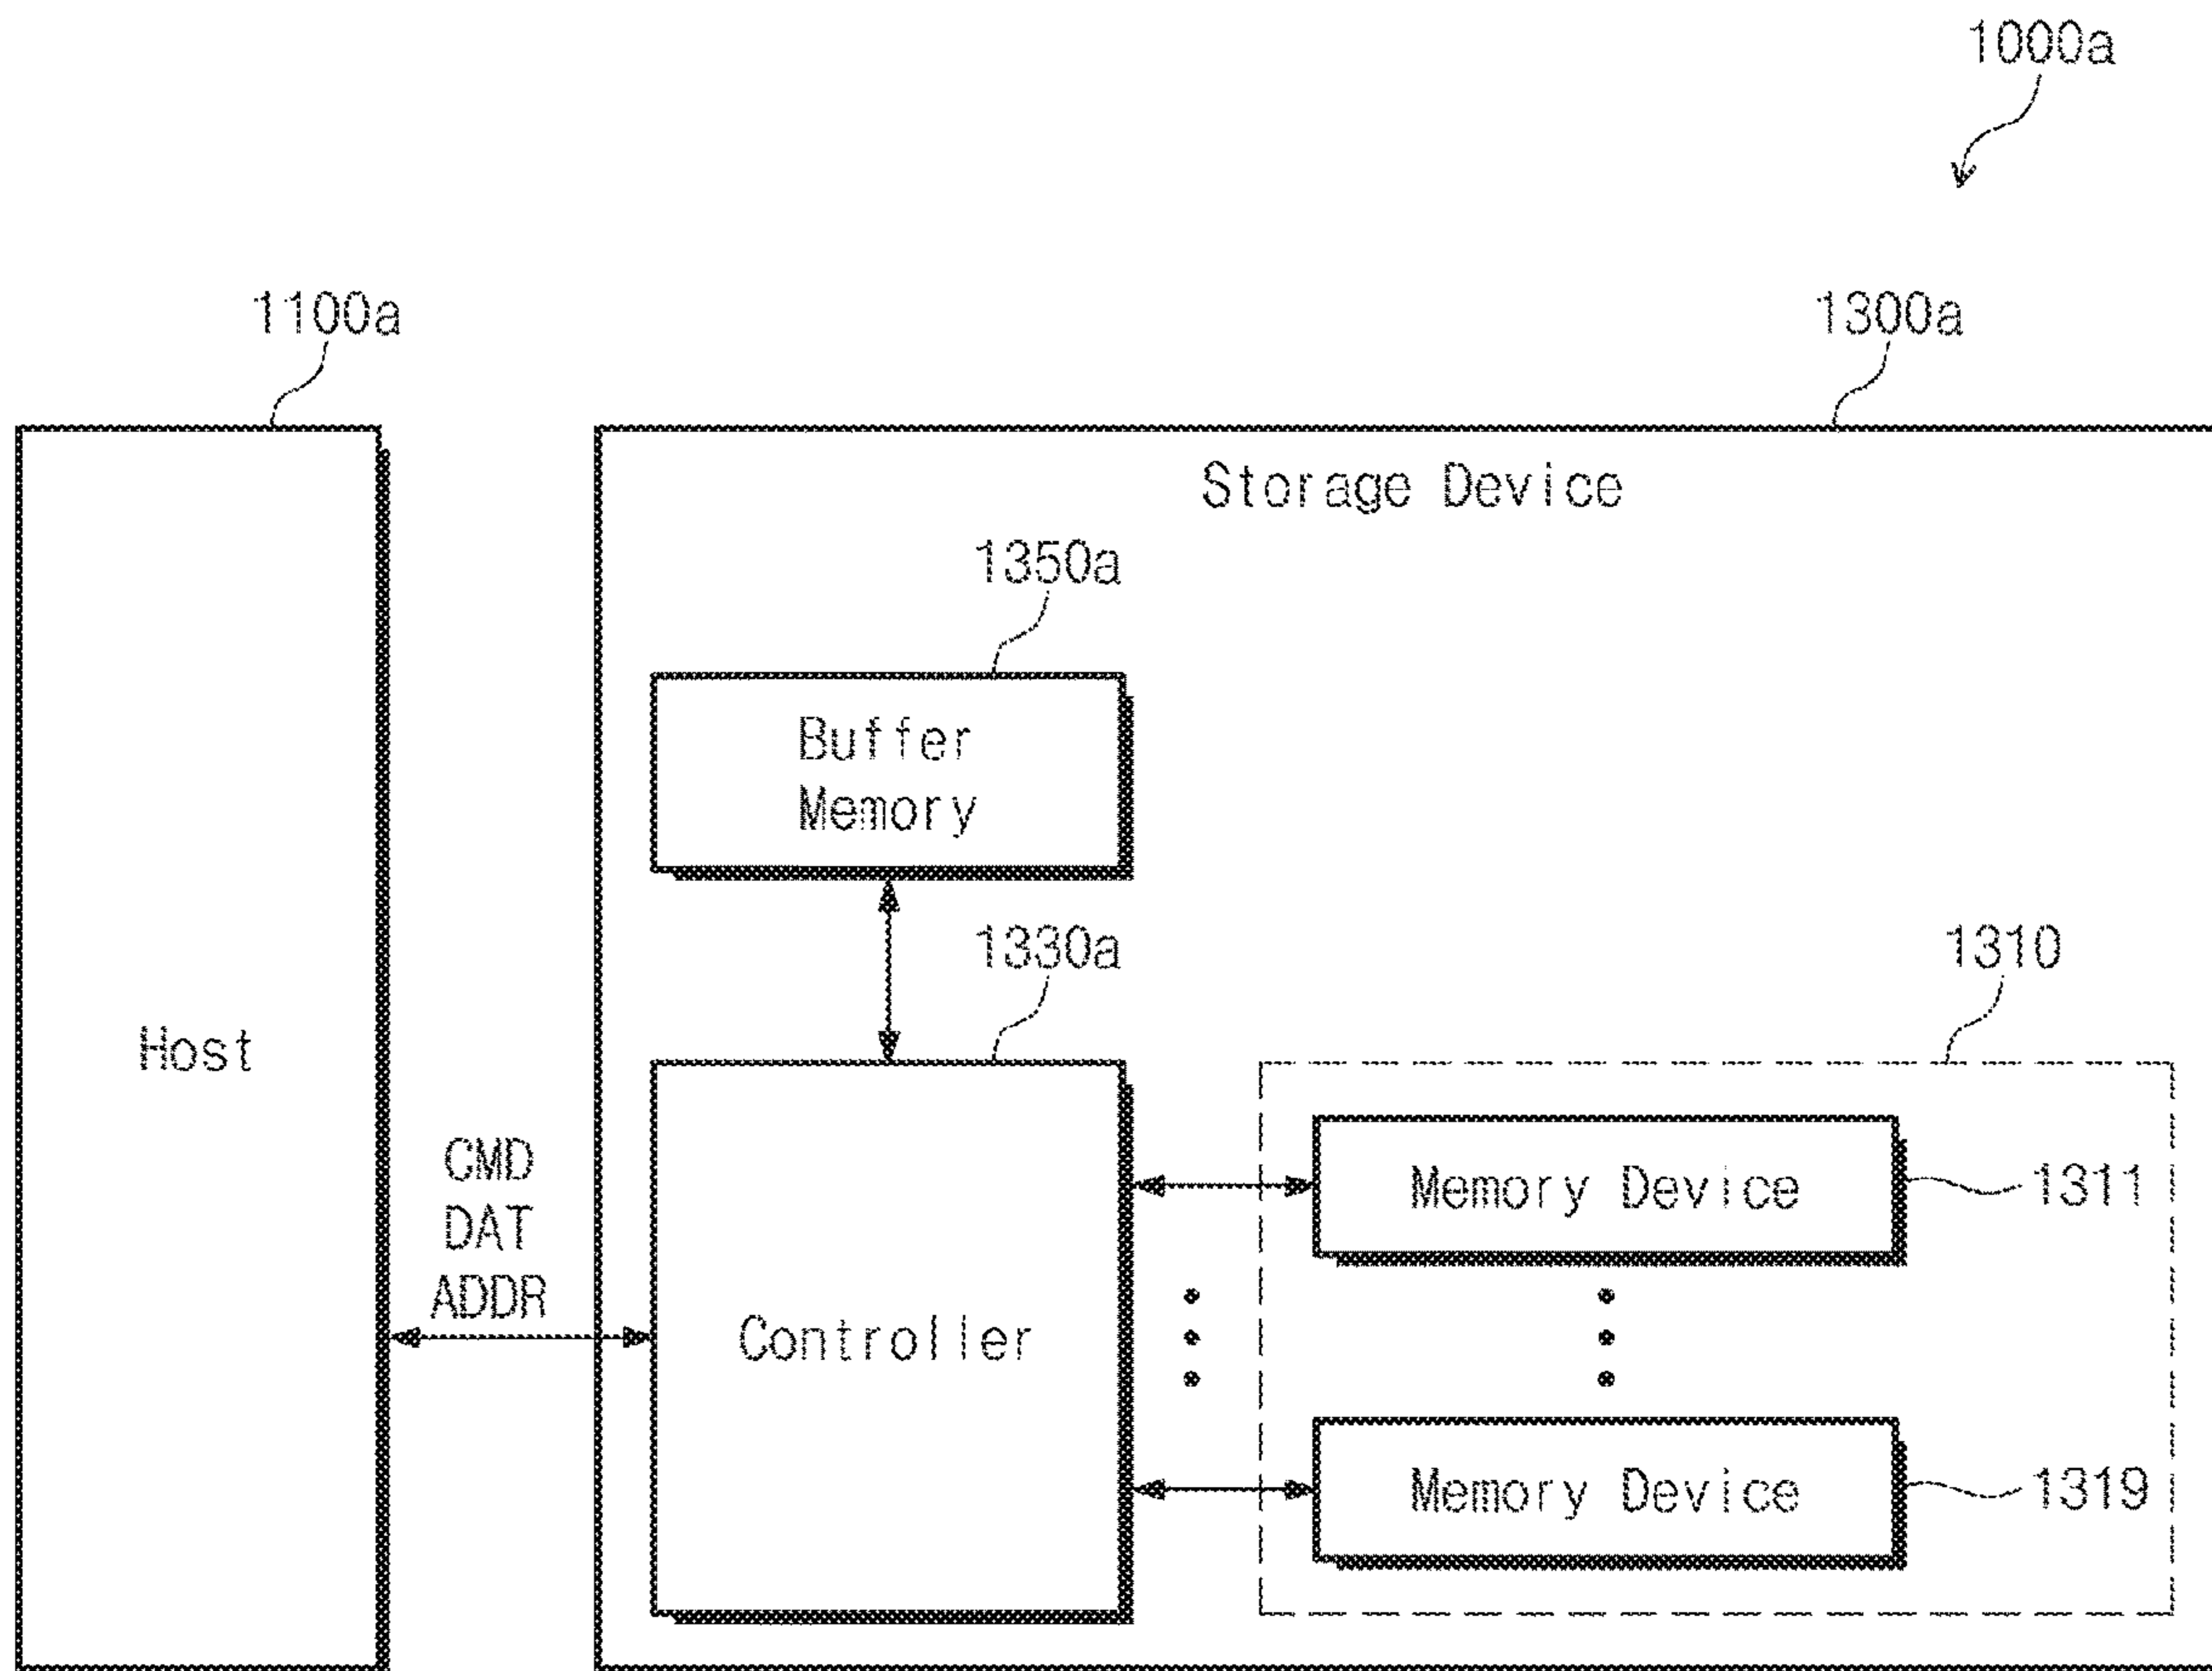 1000a
1100a
1300a
Storage Device
1350a
Buffer
Memory
1330a
1310
Host
CMD
DAT
ADDR
Controller
Memory Device
1311
Memory Device
1319